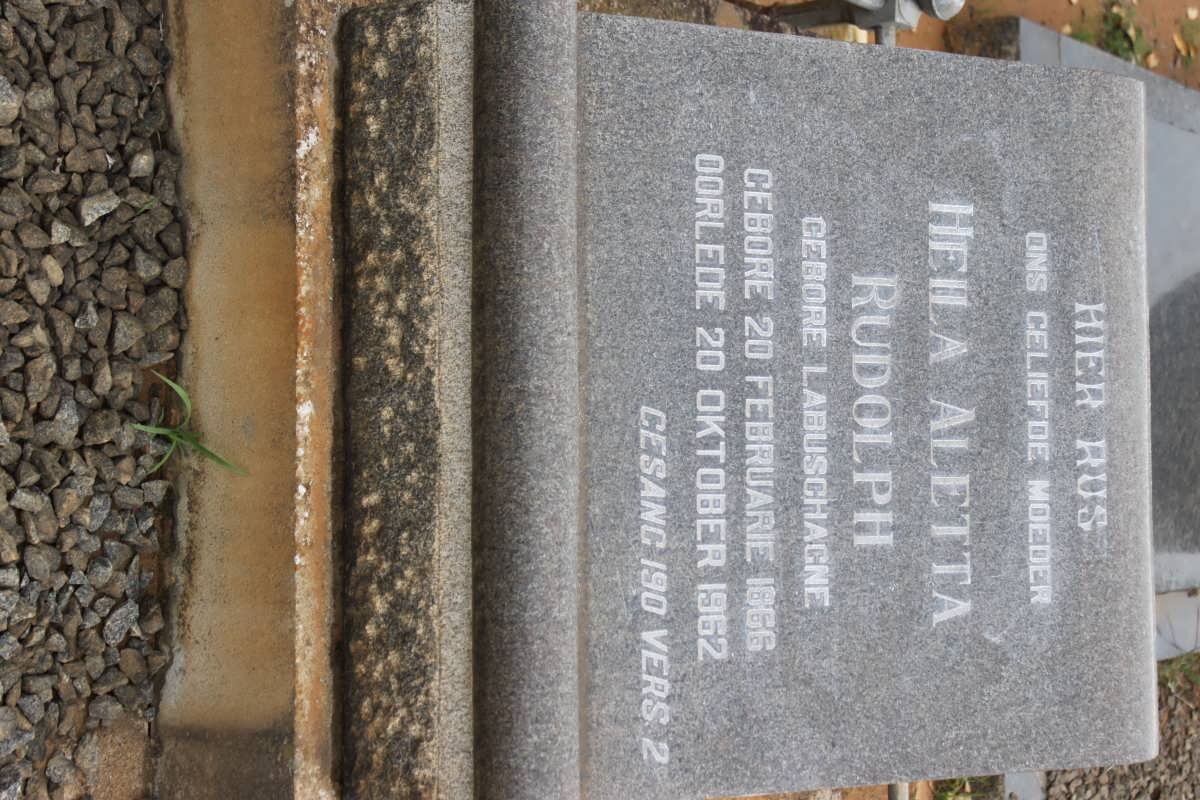 HIER RUS
ONS GELIEFDE MOEDER
HEILA ALETTA
RUDOLPH
GEBORE LABUSCHAGNE
GEBORE 20 FEBRUARIE 1866
OORLEDE 20 OKTOBER 1962
GESANG 190 VERS 2